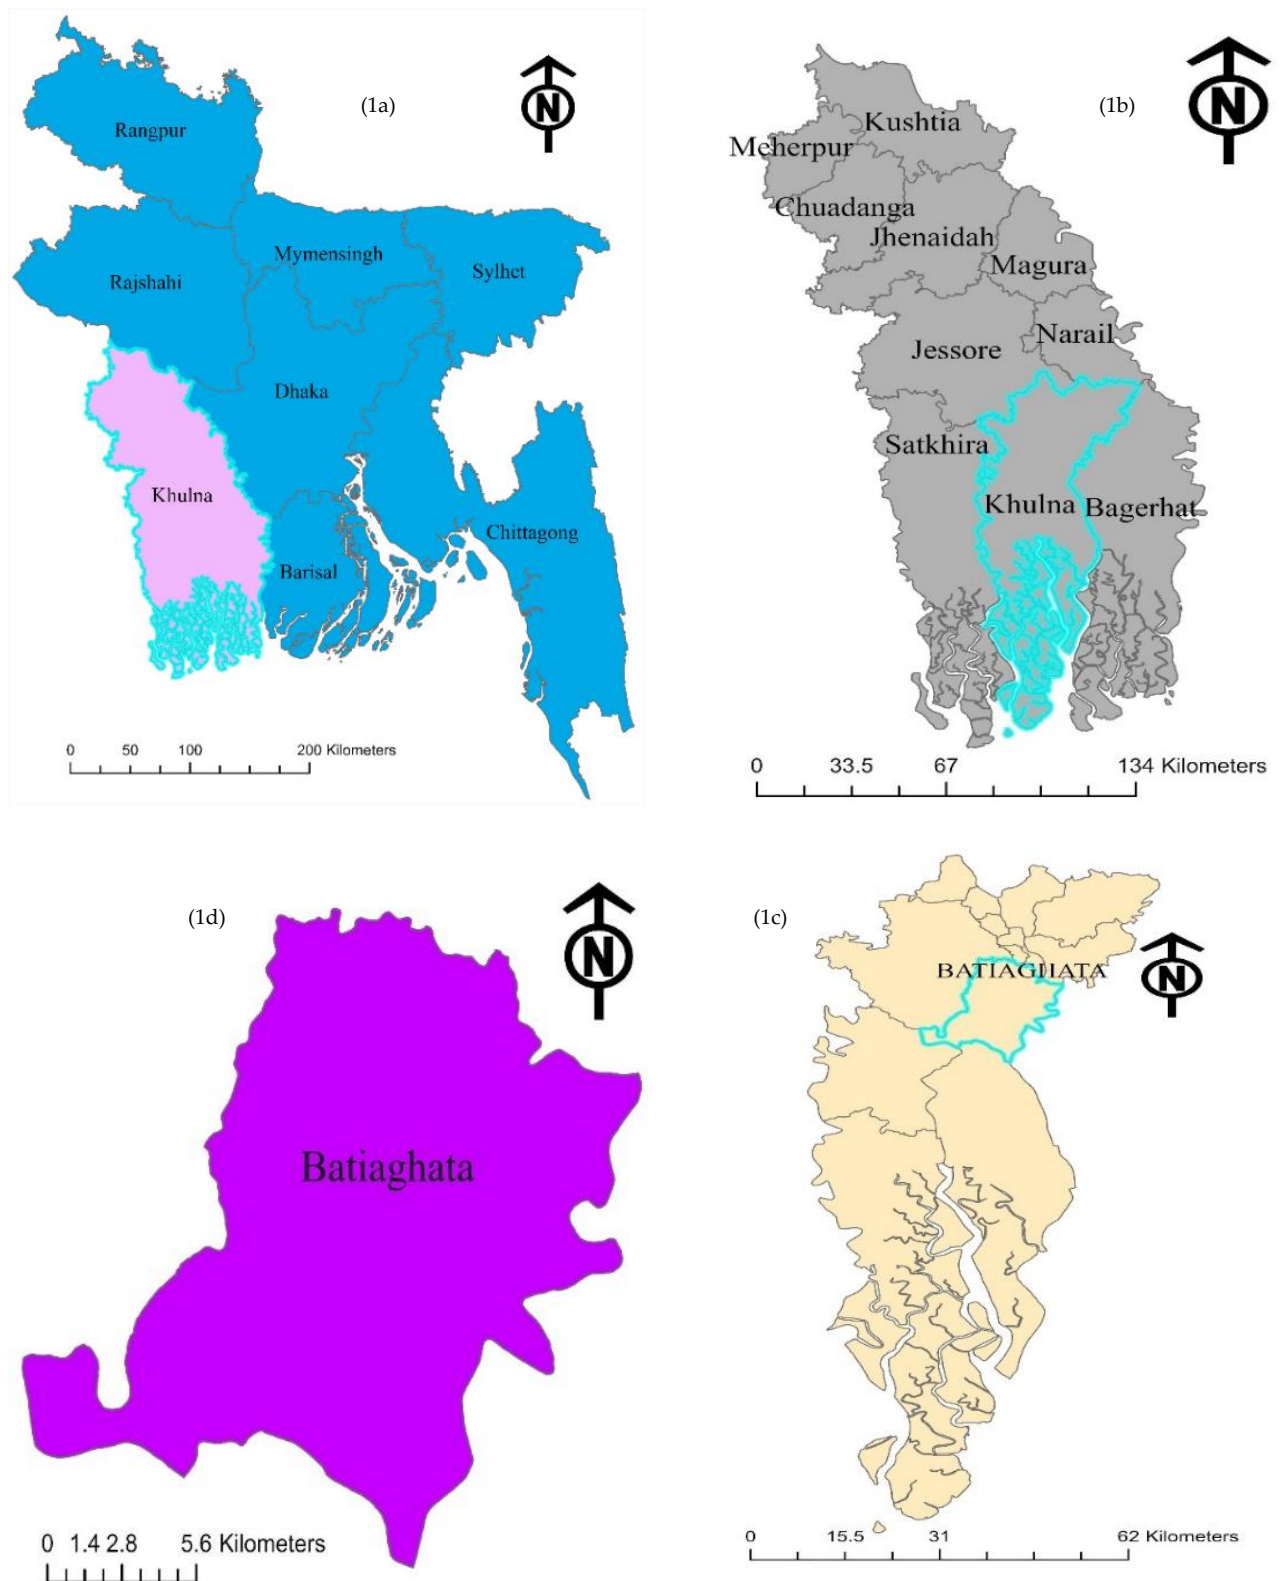 (1a)
N
Rangpur
Mymensingh
Sylhet
Rajshahi
Dhaka
Khulna
Chittagong
Barisal
0 50 100 200 Kilometers
(1b)
N
Kushtia
Meherpur
Chuadanga
Jhenaidah
Magura
Narail
Jessore
Satkhira
Khulna
Bagerhat
0 33.5 67 134 Kilometers
(1d)
N
Batiaghata
0 1.4 2.8 5.6 Kilometers
(1c)
N
BATIAGHATA
0 15.5 31 62 Kilometers